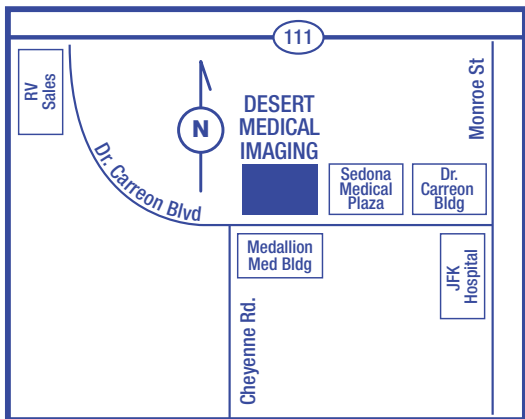 111
RV
Sales
Monroe St
N
DESERT
MEDICAL
IMAGING
Dr. Carreon Blvd
Sedona
Medical
Plaza
Dr.
Carreon
Bldg
Medallion
Med Bldg
JFK
Hospital
Cheyenne Rd.